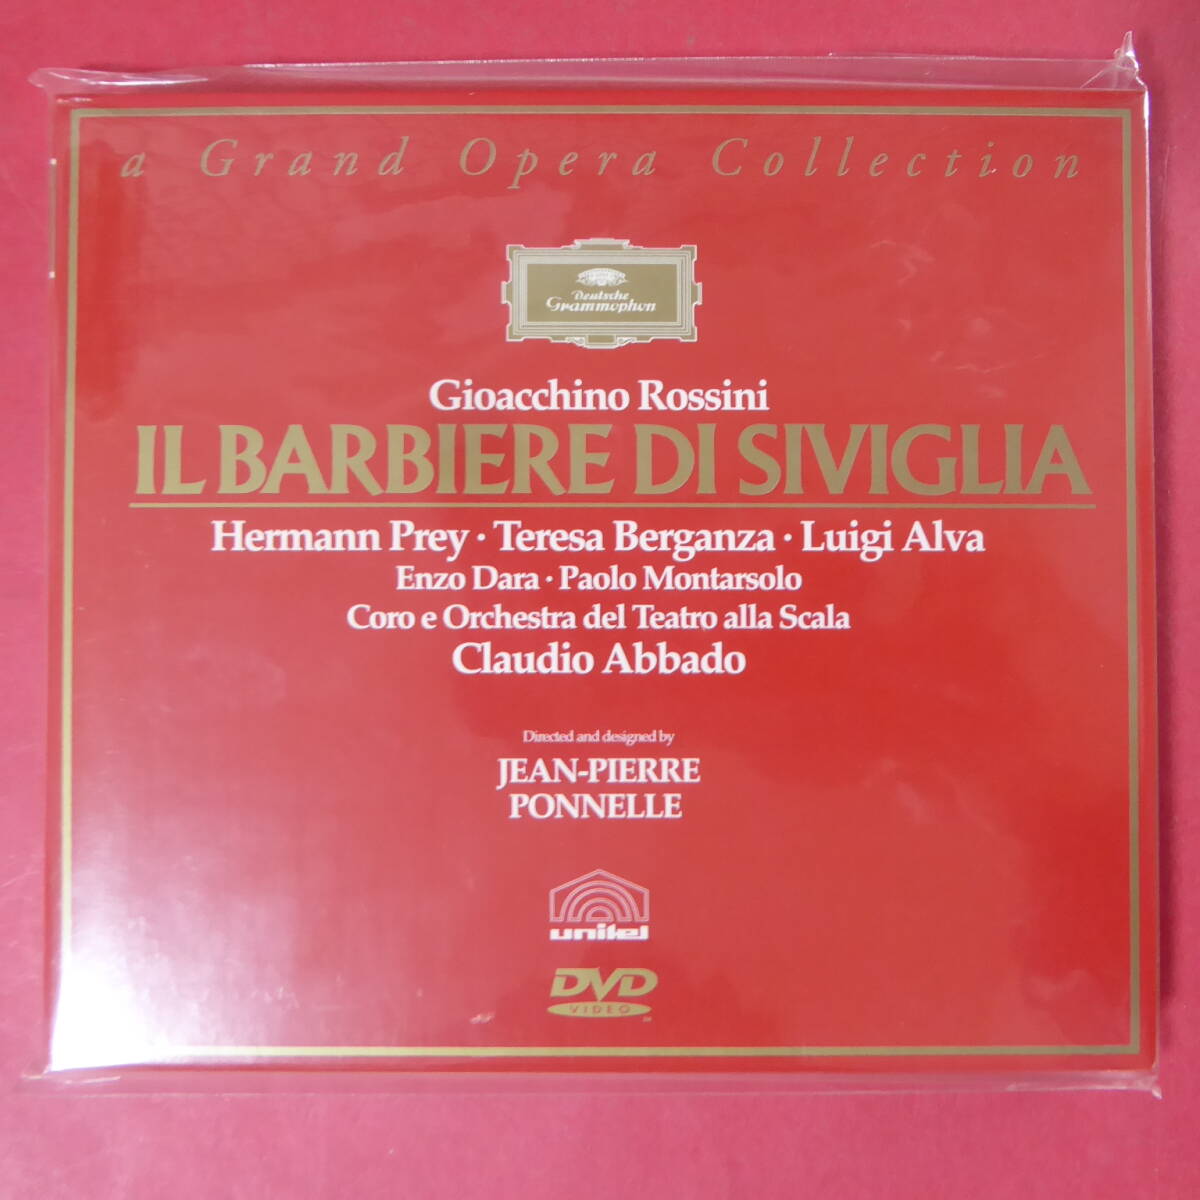 a Grand Opera Collection
Deutsche
Grammophon
Gioacchino Rossini
IL BARBIERE DI SIVIGLIA
Hermann Prey · Teresa Berganza · Luigi Alva
Enzo Dara · Paolo Montarsolo
Coro e Orchestra del Teatro alla Scala
Claudio Abbado
Directed and designed by
JEAN-PIERRE
PONNELLE
unitel
DVD
VIDEO